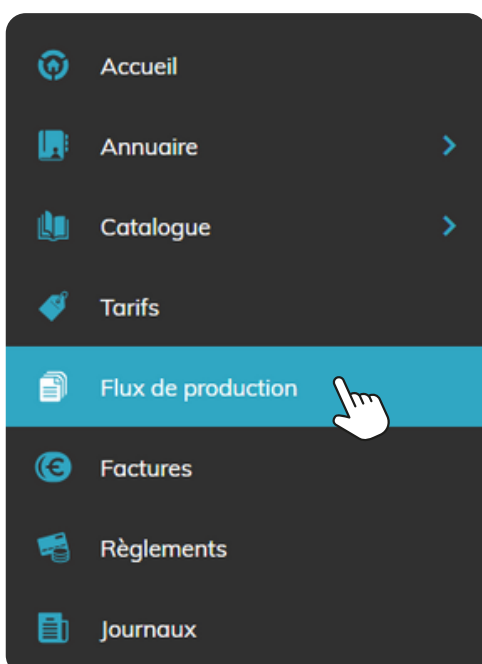 Accueil
Annuaire
Catalogue
Tarifs
Flux de production
Factures
Règlements
Journaux